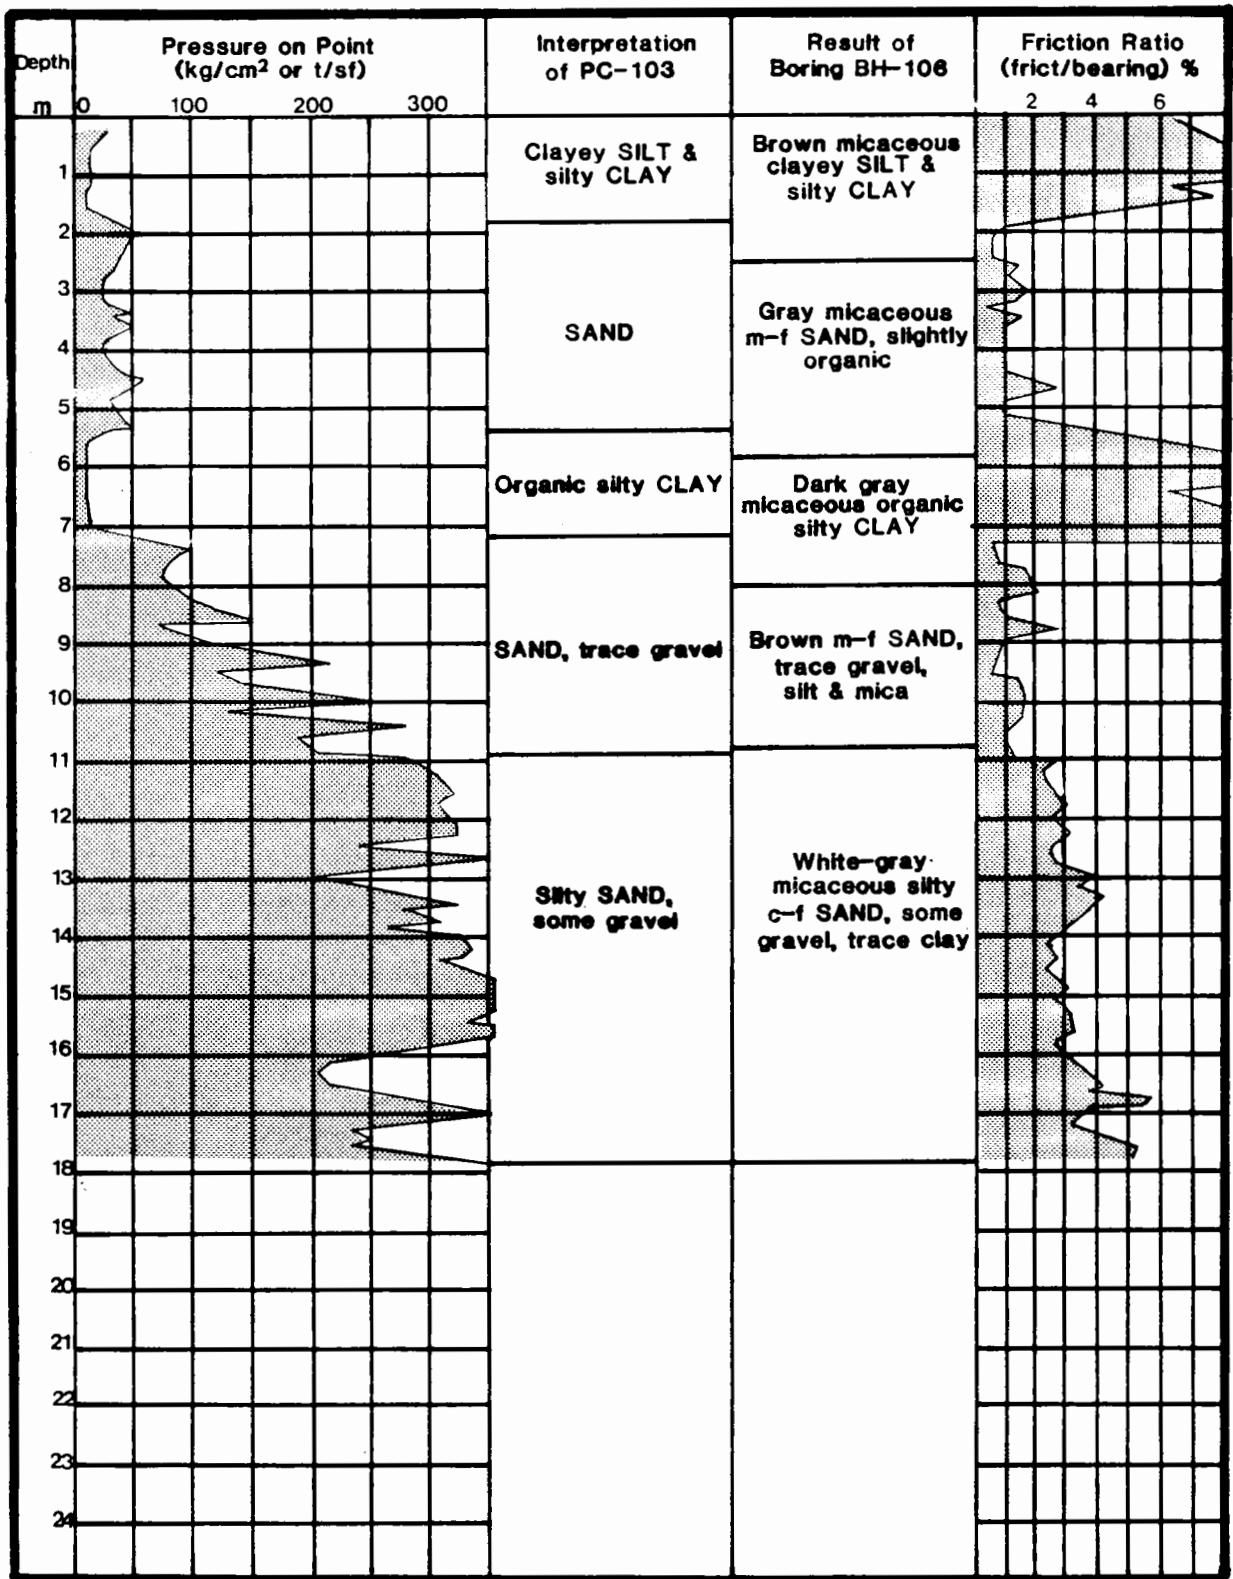 Depth
m
Pressure on Point
(kg/cm² or t/sf)
0 100 200 300
Interpretation
of PC-103
Result of
Boring BH-106
Friction Ratio
(frict/bearing) %
2 4 6
1
2
3
4
5
6
7
8
9
10
11
12
13
14
15
16
17
18
19
20
21
22
23
24
Clayey SILT &
silty CLAY
SAND
Organic silty CLAY
SAND, trace gravel
Silty SAND,
some gravel
Brown micaceous
clayey SILT &
silty CLAY
Gray micaceous
m-f SAND, slightly
organic
Dark gray
micaceous organic
silty CLAY
Brown m-f SAND,
trace gravel,
silt & mica
White-gray
micaceous silty
c-f SAND, some
gravel, trace clay